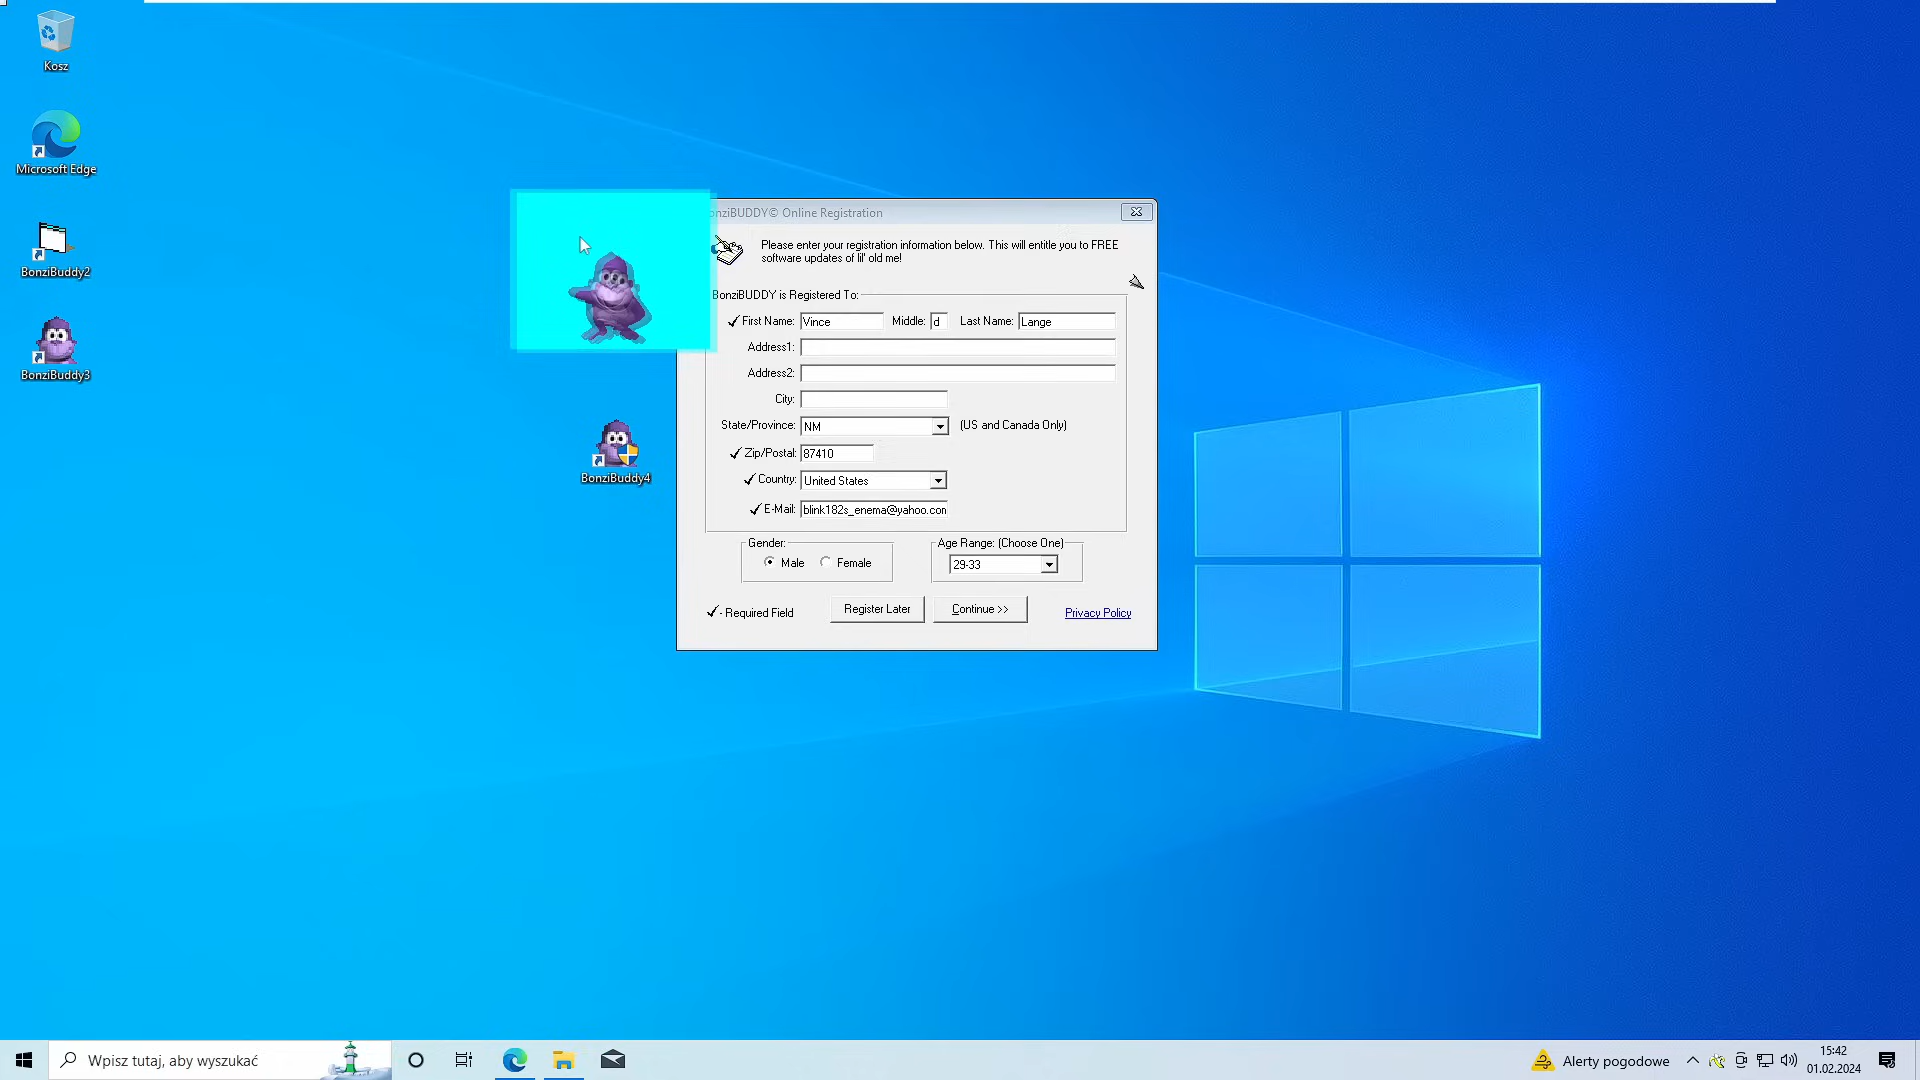 Kosz
Microsoft Edge
BonziBuddy2
BonziBuddy3
BonziBuddy4
onziBUDDY© Online Registration
Please enter your registration information below. This will entitle you to FREE
software updates of lil' old me!
BonziBUDDY is Registered To:
First Name: Vince Middle: d Last Name: Lange
Address1:
Address2:
City:
State/Province: NM (US and Canada Only)
Zip/Postal: 87410
Country: United States
E-Mail: blink182s_enema@yahoo.con
Gender: Age Range: (Choose One)
Male Female 29-33
- Required Field Register Later Continue >> Privacy Policy
Wpisz tutaj, aby wyszukać
Alerty pogodowe
15:42
01.02.2024